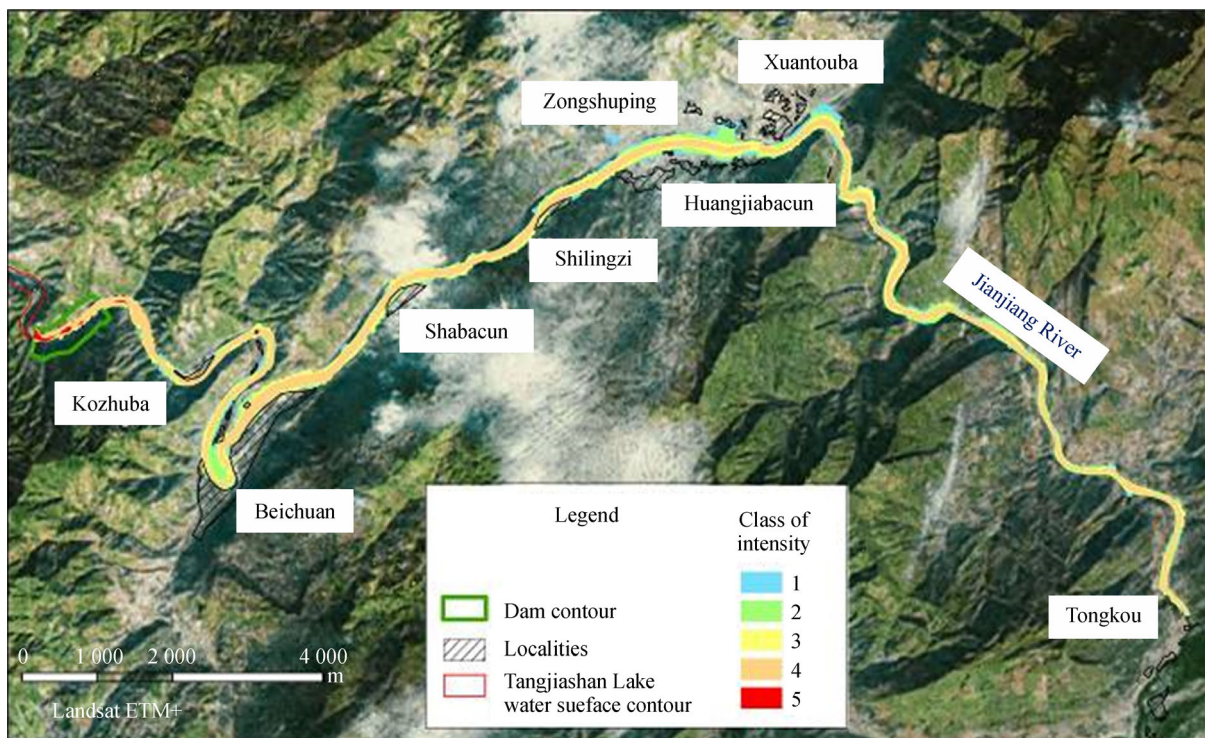 Xuantouba
Zongshuping
Huangjiabacun
Shilingzi
Jianjiang River
Shabacun
Kozhuba
Beichuan
Tongkou
Legend
Class of
intensity
1
2
3
4
5
Dam contour
Localities
Tangjiashan Lake
water sueface contour
0 1 000 2 000 4 000
m
Landsat ETM+